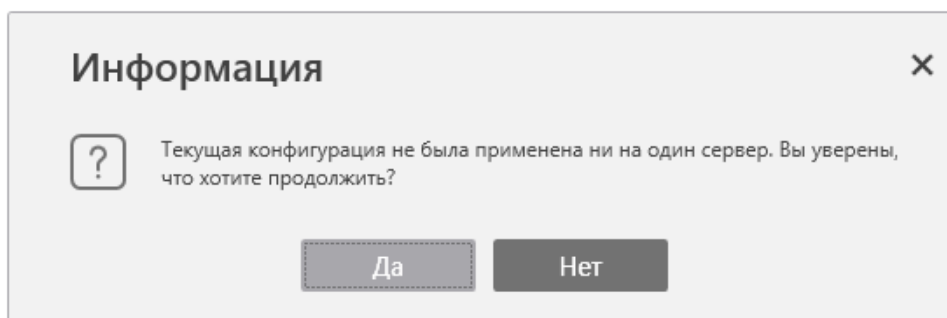 Информация
Текущая конфигурация не была применена ни на один сервер. Вы уверены,
что хотите продолжить?
Да Нет